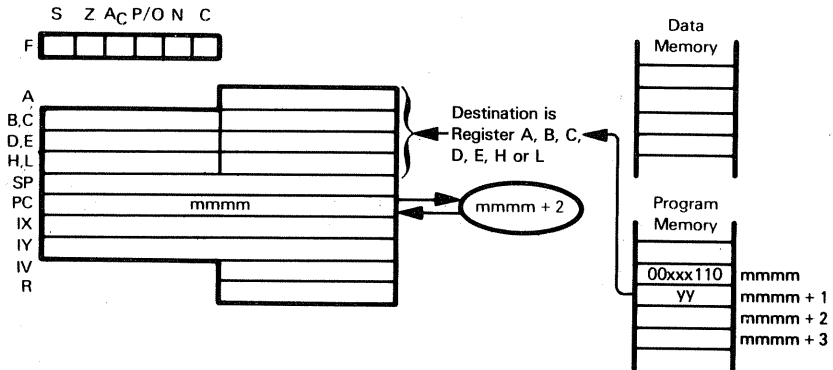 S Z AC P/O N C
F
A,
B,C
D,E
H,L
SP
PC mmmm
IX
IY
IV
R
Destination is
Register A, B, C,
D, E, H or L
mmmm + 2
Data
Memory
Program
Memory
00xxx110 mmmm
yy mmmm + 1
mmmm + 2
mmmm + 3